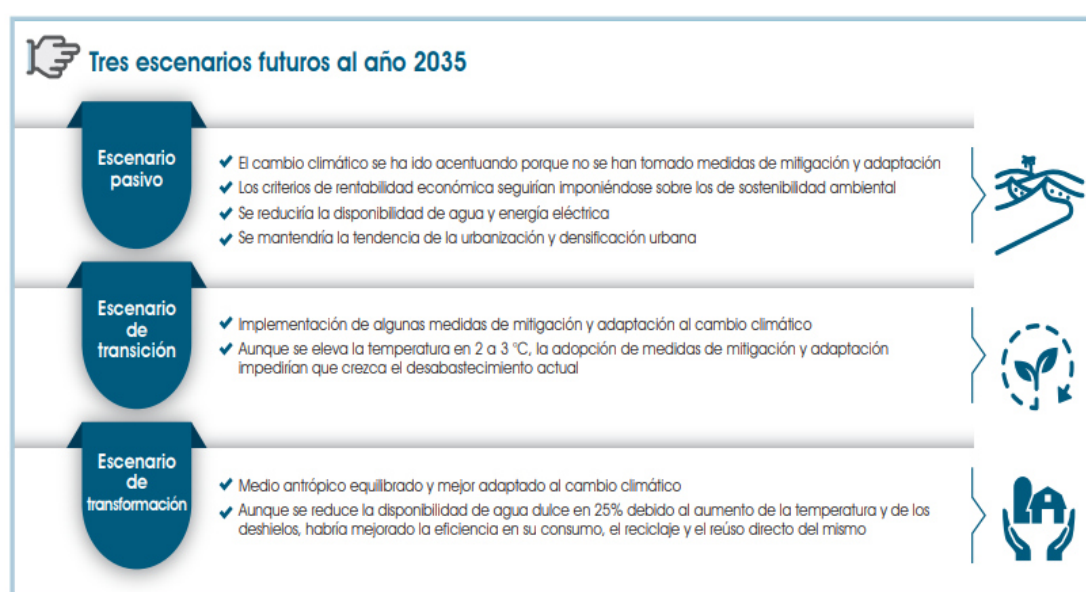 Tres escenarios futuros al año 2035
Escenario
pasivo
El cambio climático se ha ido acentuando porque no se han tomado medidas de mitigación y adaptación
Los criterios de rentabilidad económica seguirían imponiéndose sobre los de sostenibilidad ambiental
Se reduciría la disponibilidad de agua y energía eléctrica
Se mantendría la tendencia de la urbanización y densificación urbana
Escenario
de
transición
Implementación de algunas medidas de mitigación y adaptación al cambio climático
Aunque se eleva la temperatura en 2 a 3 °C, la adopción de medidas de mitigación y adaptación
impedirían que crezca el desabastecimiento actual
Escenario
de
transformación
Medio antrópico equilibrado y mejor adaptado al cambio climático
Aunque se reduce la disponibilidad de agua dulce en 25% debido al aumento de la temperatura y de los
deshielos, habría mejorado la eficiencia en su consumo, el reciclaje y el reúso directo del mismo